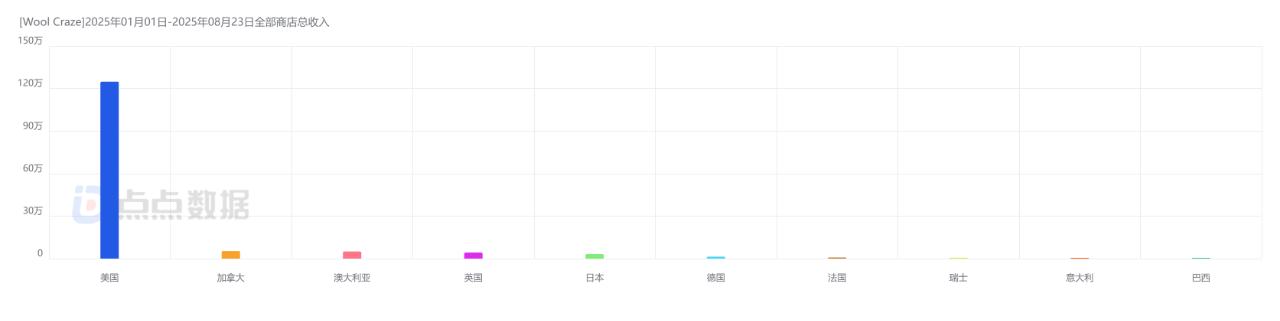 [Wool Craze]2025年01月01日-2025年08月23日全部商店总收入
150万
120万
90万
60万
30万
0
点点数据
美国 加拿大 澳大利亚 英国 日本 德国 法国 瑞士 意大利 巴西